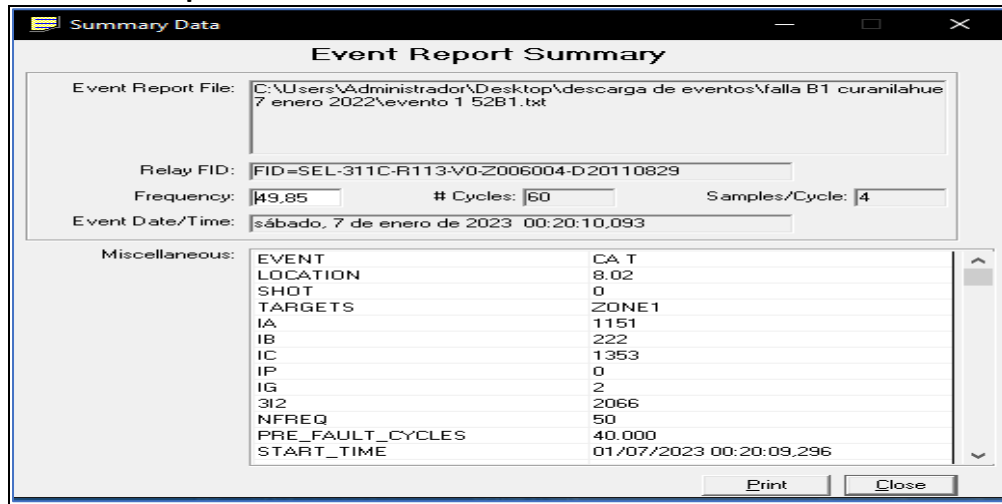 Summary Data
Event Report Summary
Event Report File: C:\Users\Administrador\Desktop\descarga de eventos\falla B1 curanilahue
7 enero 2022\evento 1 52B1.txt
Relay FID: FID=SEL-311C-R113-V0-Z006004-D20110829
Frequency: 49,85 # Cycles: 60 Samples/Cycle: 4
Event Date/Time: sábado, 7 de enero de 2023 00:20:10,093
Miscellaneous:
EVENT CA T
LOCATION 8.02
SHOT 0
TARGETS ZONE1
IA 1151
IB 222
IC 1353
IP 0
IG 2
3I2 2066
NFREQ 50
PRE_FAULT_CYCLES 40.000
START_TIME 01/07/2023 00:20:09,296
Print Close